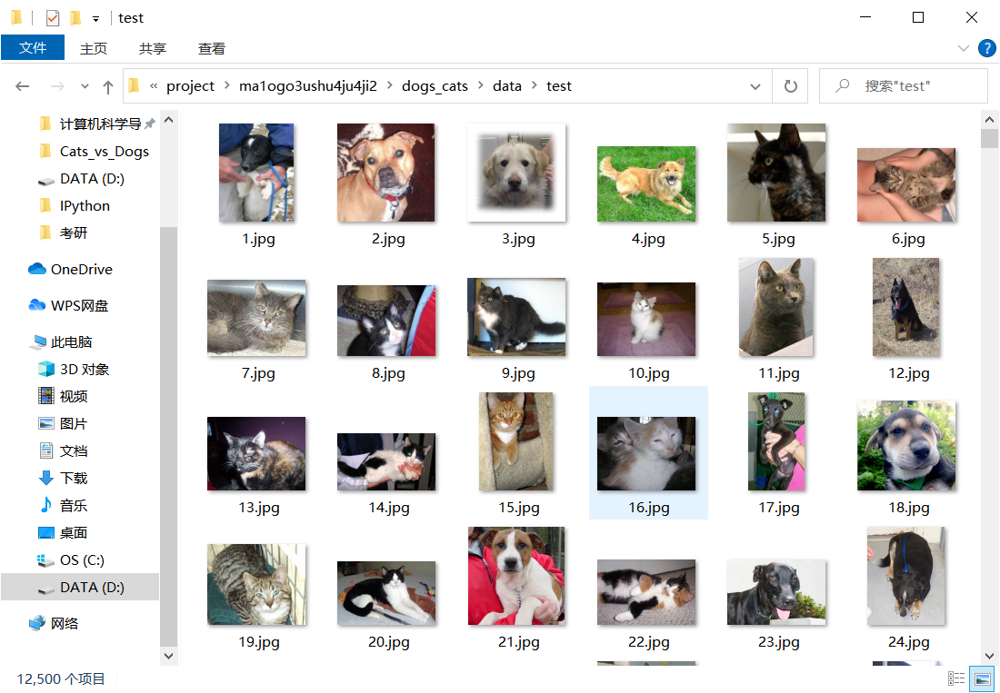 test
文件 主页 共享 查看
« project > ma1ogo3ushu4ju4ji2 > dogs_cats > data > test
搜索"test"
计算机科学导
Cats_vs_Dogs
DATA (D:)
IPython
考研
OneDrive
WPS网盘
此电脑
3D 对象
视频
图片
文档
下载
音乐
桌面
OS (C:)
DATA (D:)
网络
1.jpg 2.jpg 3.jpg 4.jpg 5.jpg 6.jpg
7.jpg 8.jpg 9.jpg 10.jpg 11.jpg 12.jpg
13.jpg 14.jpg 15.jpg 16.jpg 17.jpg 18.jpg
19.jpg 20.jpg 21.jpg 22.jpg 23.jpg 24.jpg
12,500 个项目